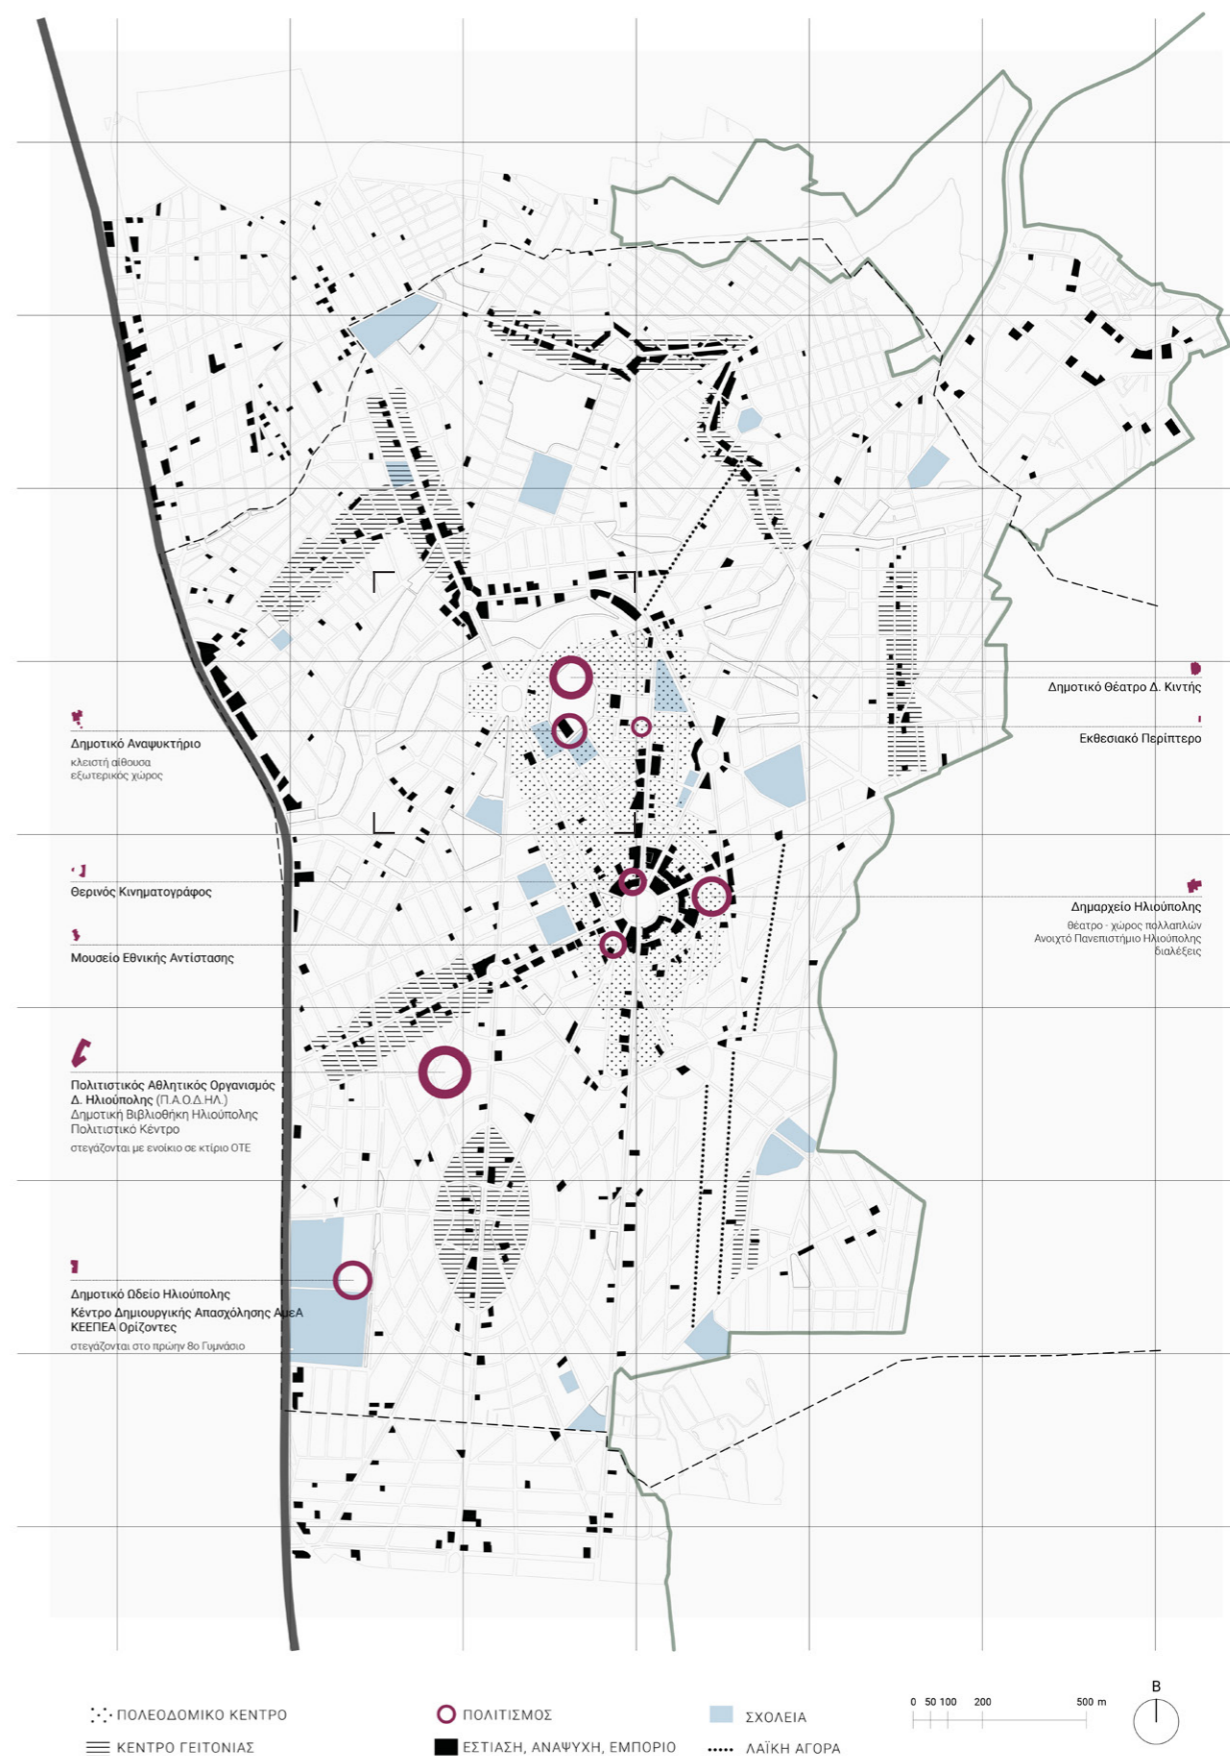 Δημοτικό Θέατρο Δ. Κιντής
Εκθεσιακό Περίπτερο
Δημοτικό Αναψυκτήριο
κλειστή αίθουσα
εξωτερικός χώρος
Θερινός Κινηματογράφος
Δημαρχείο Ηλιούπολης
θέατρο - χώρος πολλαπλών
Ανοιχτό Πανεπιστήμιο Ηλιούπολης
διαλέξεις
Μουσείο Εθνικής Αντίστασης
Πολιτιστικός Αθλητικός Οργανισμός
Δ. Ηλιούπολης (Π.Α.Ο.Δ.ΗΛ.)
Δημοτική Βιβλιοθήκη Ηλιούπολης
Πολιτιστικό Κέντρο
στεγάζονται με ενοίκιο σε κτίριο ΟΤΕ
Δημοτικό Ωδείο Ηλιούπολης
Κέντρο Δημιουργικής Απασχόλησης ΑμεΑ
ΚΕΕΠΕΑ Ορίζοντες
στεγάζονται στο πρώην 8ο Γυμνάσιο
ΠΟΛΕΟΔΟΜΙΚΟ ΚΕΝΤΡΟ
ΚΕΝΤΡΟ ΓΕΙΤΟΝΙΑΣ
ΠΟΛΙΤΙΣΜΟΣ
ΕΣΤΙΑΣΗ, ΑΝΑΨΥΧΗ, ΕΜΠΟΡΙΟ
ΣΧΟΛΕΙΑ
ΛΑΪΚΗ ΑΓΟΡΑ
0 50 100 200 500 m
Β